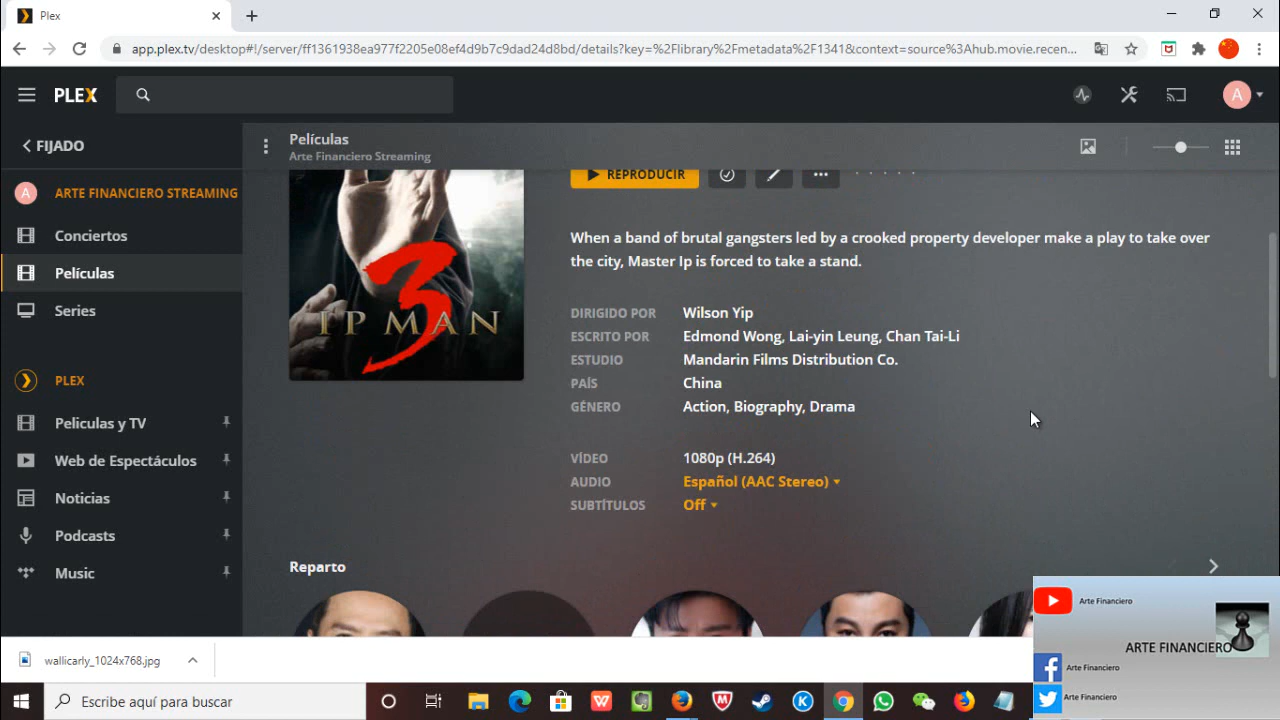 Plex
app.plex.tv/desktop#!/server/ff1361938ea977f2205e08ef4d9b7c9dad24d8bd/details?key=%2Flibrary%2Fmetadata%2F1341&context=source%3Ahub.movie.recen...
PLEX
A
FIJADO
Películas
Arte Financiero Streaming
A ARTE FINANCIERO STREAMING
Conciertos
Películas
Series
PLEX
Peliculas y TV
Web de Espectáculos
Noticias
Podcasts
Music
3
IP MAN
REPRODUCIR
When a band of brutal gangsters led by a crooked property developer make a play to take over
the city, Master Ip is forced to take a stand.
DIRIGIDO POR Wilson Yip
ESCRITO POR Edmond Wong, Lai-yin Leung, Chan Tai-Li
ESTUDIO Mandarin Films Distribution Co.
PAÍS China
GÉNERO Action, Biography, Drama
VÍDEO 1080p (H.264)
AUDIO Español (AAC Stereo)
SUBTÍTULOS Off
Reparto
Arte Financiero
ARTE FINANCIERO
Arte Financiero
Arte Financiero
wallicarly_1024x768.jpg
Escribe aquí para buscar